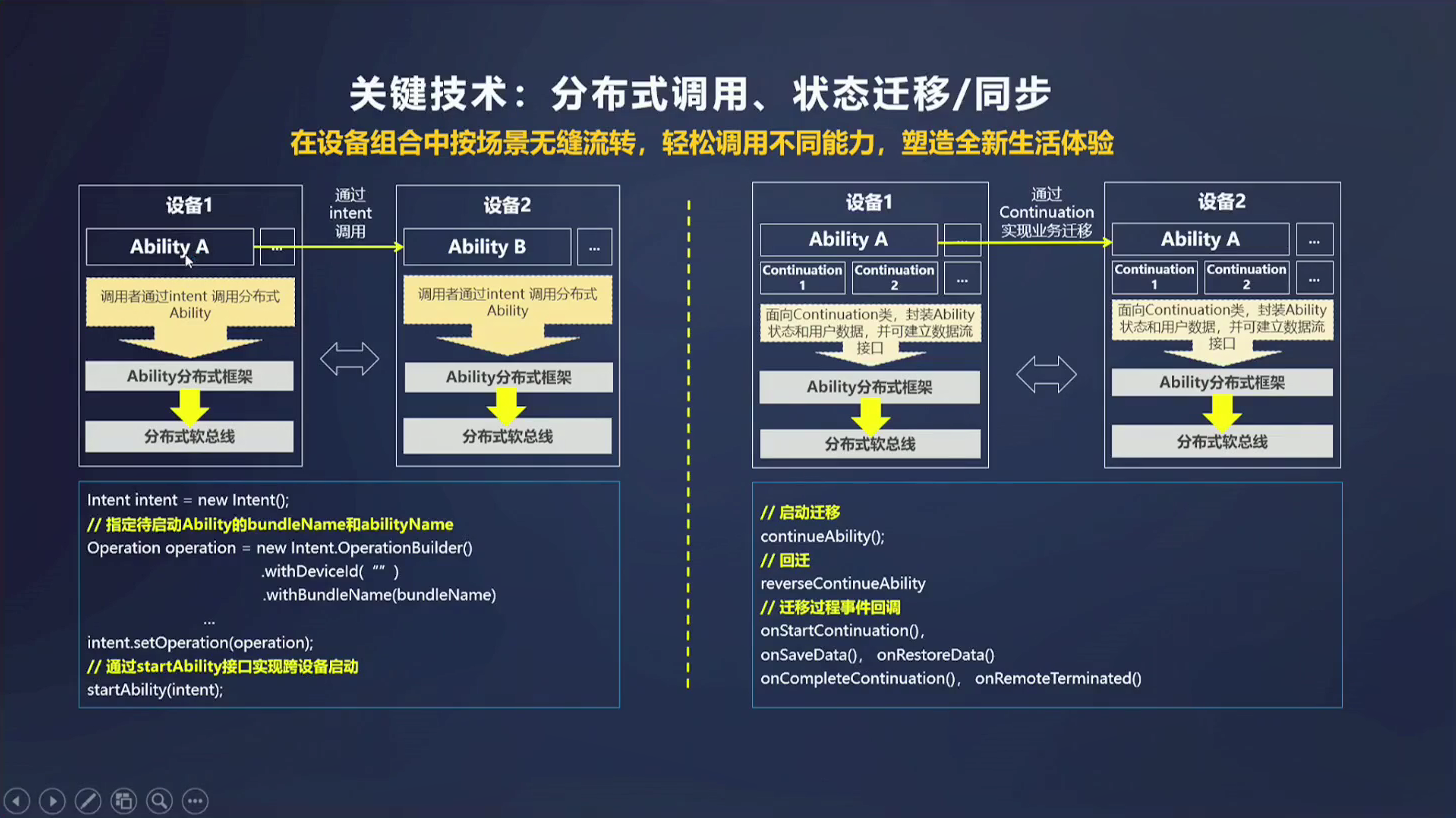 关键技术：分布式调用、状态迁移/同步
在设备组合中按场景无缝流转，轻松调用不同能力，塑造全新生活体验
设备1
Ability A
...
调用者通过intent 调用分布式
Ability
Ability分布式框架
分布式软总线
通过
intent
调用
设备2
Ability B
...
调用者通过intent 调用分布式
Ability
Ability分布式框架
分布式软总线
Intent intent = new Intent();
// 指定待启动Ability的bundleName和abilityName
Operation operation = new Intent.OperationBuilder()
.withDeviceId( “” )
.withBundleName(bundleName)
...
intent.setOperation(operation);
// 通过startAbility接口实现跨设备启动
startAbility(intent);
设备1
Ability A
...
Continuation
1
Continuation
2
...
面向Continuation类，封装Ability
状态和用户数据，并可建立数据流
接口
Ability分布式框架
分布式软总线
通过
Continuation
实现业务迁移
设备2
Ability A
...
Continuation
1
Continuation
2
...
面向Continuation类，封装Ability
状态和用户数据，并可建立数据流
接口
Ability分布式框架
分布式软总线
// 启动迁移
continueAbility();
// 回迁
reverseContinueAbility
// 迁移过程事件回调
onStartContinuation()，
onSaveData()， onRestoreData()
onCompleteContinuation()， onRemoteTerminated()